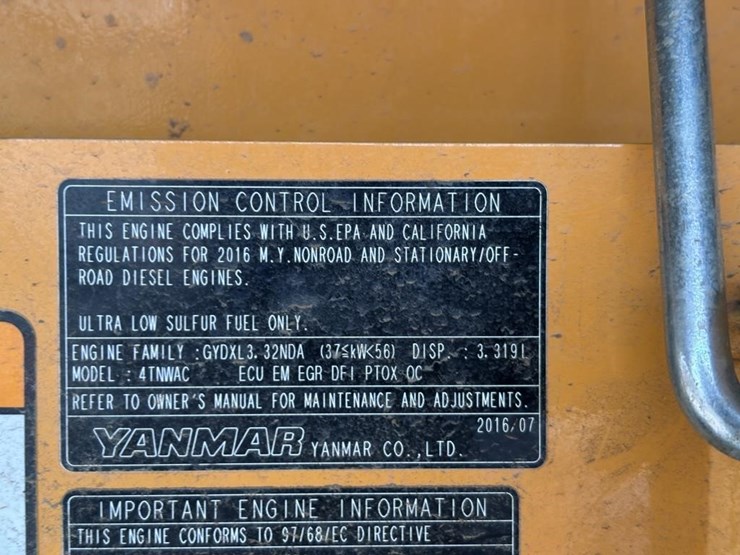 EMISSION CONTROL INFORMATION
THIS ENGINE COMPLIES WITH U.S.EPA AND CALIFORNIA
REGULATIONS FOR 2016 M.Y.NONROAD AND STATIONARY/OFF-
ROAD DIESEL ENGINES.
ULTRA LOW SULFUR FUEL ONLY.
ENGINE FAMILY :GYDXL3.32NDA (37≦kW<56) DISP. : 3.319l
MODEL : 4TNWAC ECU EM EGR DFI PTOX OC
REFER TO OWNER'S MANUAL FOR MAINTENANCE AND ADJUSTMENTS.
2016/07
YANMAR YANMAR CO.,LTD.
IMPORTANT ENGINE INFORMATION
THIS ENGINE CONFORMS TO 97/68/EC DIRECTIVE